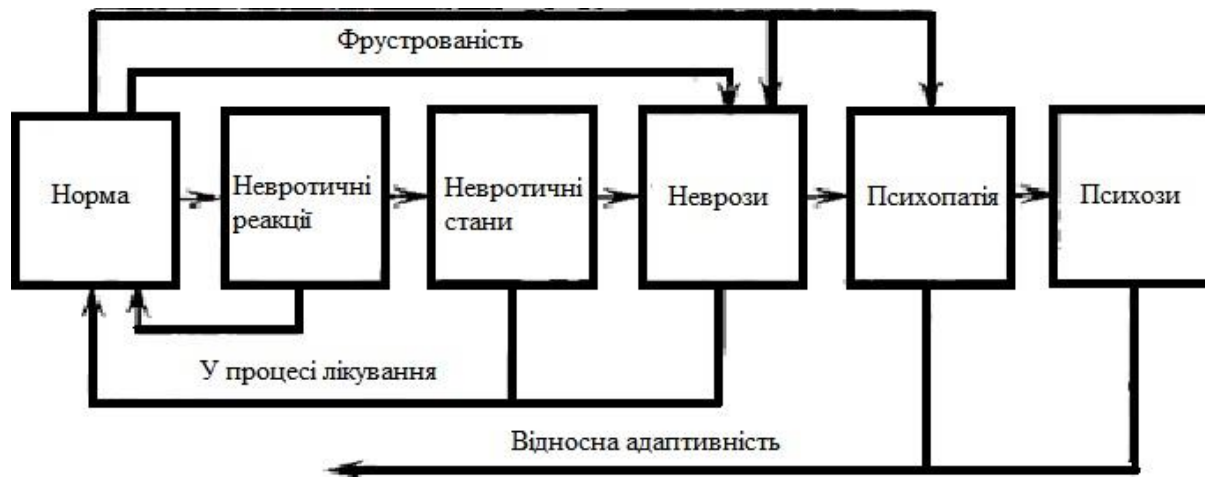 Фрустрованість
Норма
Невротичні
реакції
Невротичні
стани
Неврози
Психопатія
Психози
У процесі лікування
Відносна адаптивність